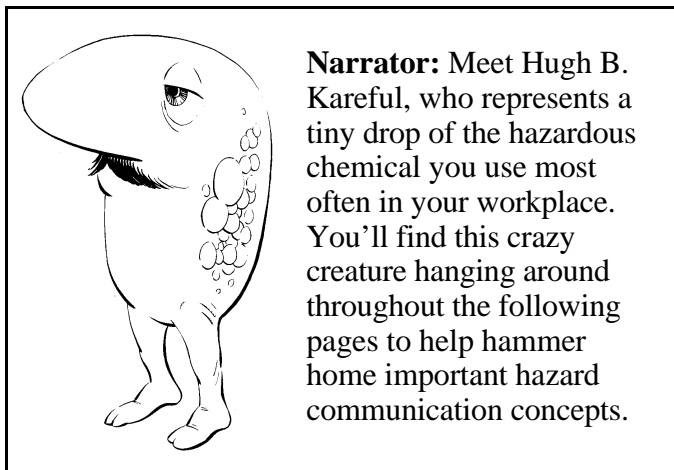 Narrator: Meet Hugh B.
Kareful, who represents a
tiny drop of the hazardous
chemical you use most
often in your workplace.
You’ll find this crazy
creature hanging around
throughout the following
pages to help hammer
home important hazard
communication concepts.